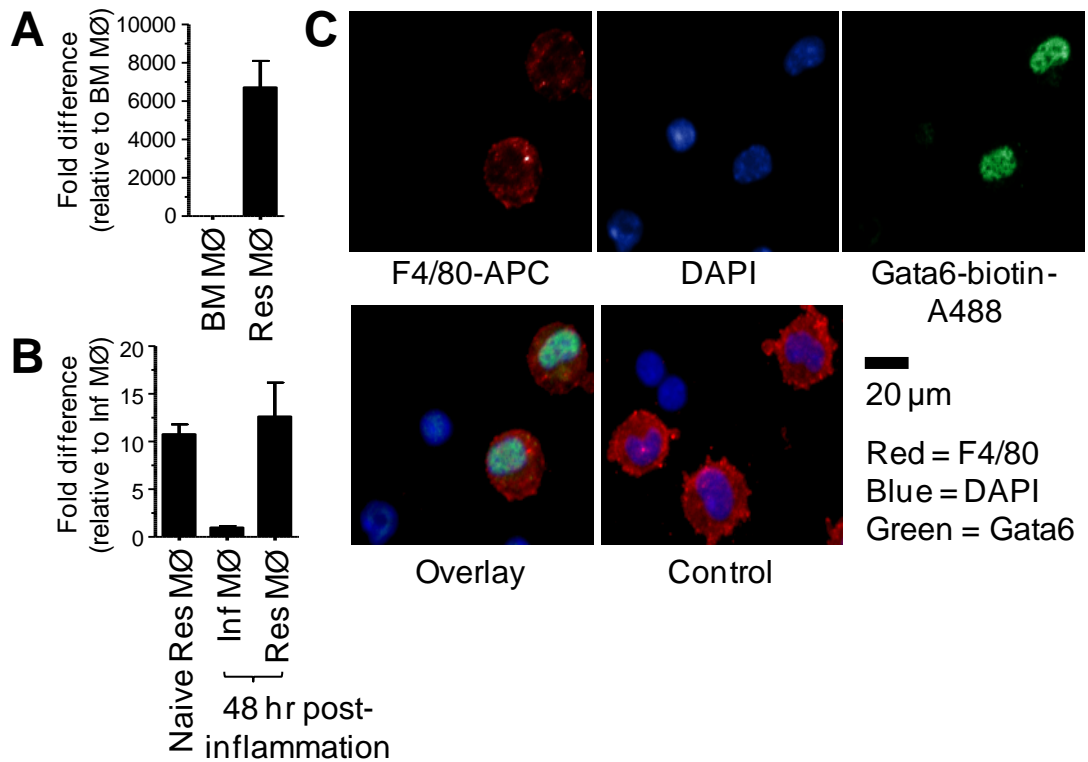 A
Fold difference
(relative to BM MØ)
10000
8000
6000
4000
2000
0
BM MØ
Res MØ
B
Fold difference
(relative to Inf MØ)
20
15
10
5
0
Naive Res MØ
Inf MØ
Res MØ
48 hr post-
inflammation
C
F4/80-APC
DAPI
Gata6-biotin-
A488
Overlay
Control
20 µm
Red = F4/80
Blue = DAPI
Green = Gata6